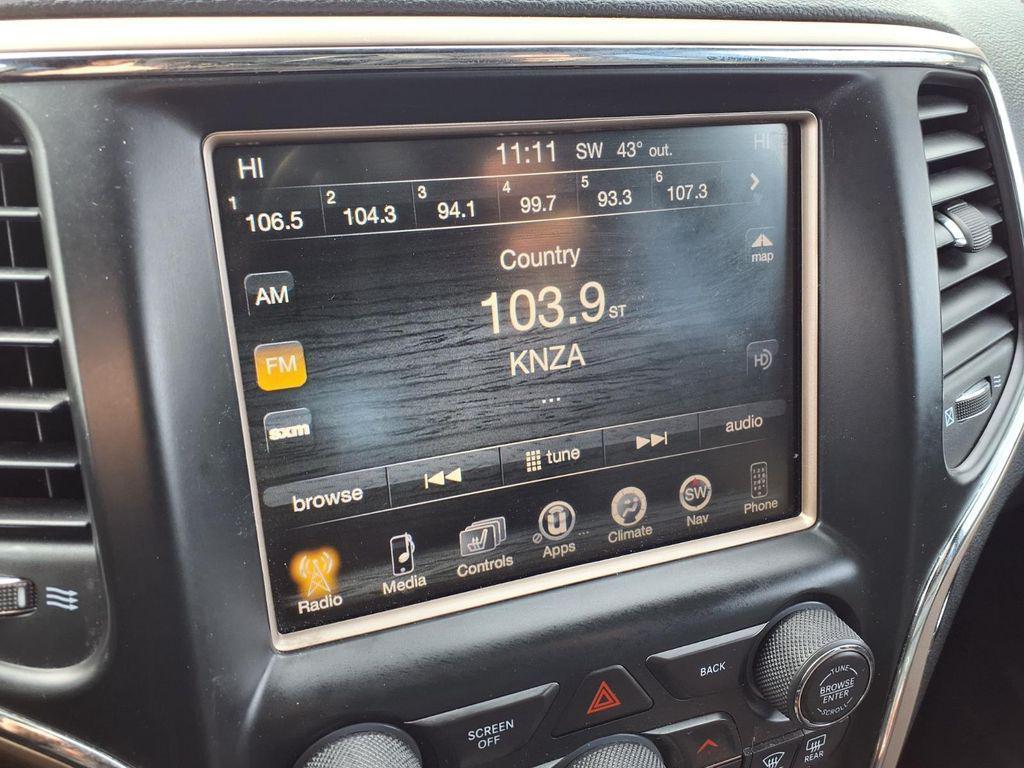 HI 11:11 SW 43° out. HI
1 106.5 2 104.3 3 94.1 4 99.7 5 93.3 6 107.3
map
Country
AM
103.9 ST
FM
KNZA
HD
...
sxm
browse tune audio
Radio Media Controls Apps Climate Nav Phone
SW
BACK
TUNE
BROWSE
ENTER
SCROLL
SCREEN
OFF
REAR